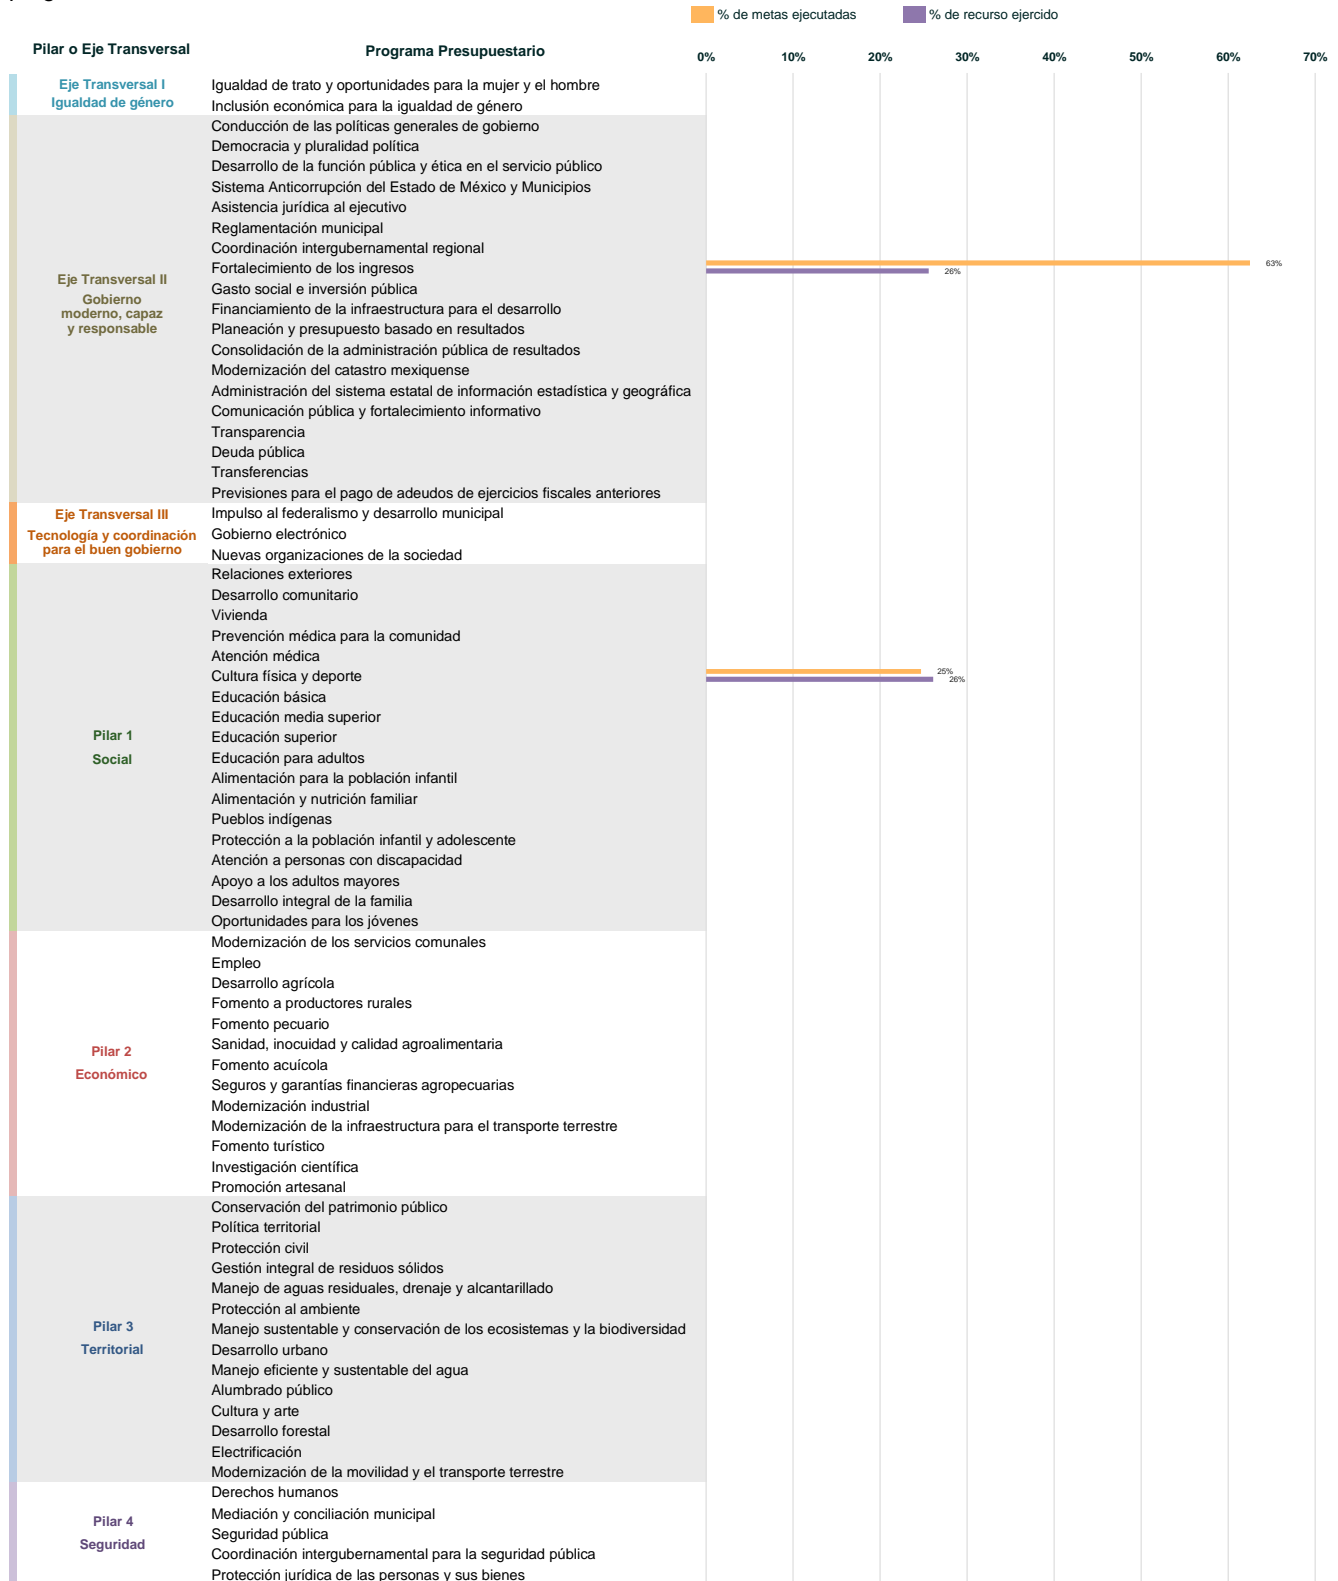 % de metas ejecutadas
% de recurso ejercido
Pilar o Eje Transversal
Programa Presupuestario
0%
10%
20%
30%
40%
50%
60%
70%
Eje Transversal I
Igualdad de género
Igualdad de trato y oportunidades para la mujer y el hombre
Inclusión económica para la igualdad de género
Eje Transversal II
Gobierno
moderno, capaz
y responsable
Conducción de las políticas generales de gobierno
Democracia y pluralidad política
Desarrollo de la función pública y ética en el servicio público
Sistema Anticorrupción del Estado de México y Municipios
Asistencia jurídica al ejecutivo
Reglamentación municipal
Coordinación intergubernamental regional
Fortalecimiento de los ingresos
63%
26%
Gasto social e inversión pública
Financiamiento de la infraestructura para el desarrollo
Planeación y presupuesto basado en resultados
Consolidación de la administración pública de resultados
Modernización del catastro mexiquense
Administración del sistema estatal de información estadística y geográfica
Comunicación pública y fortalecimiento informativo
Transparencia
Deuda pública
Transferencias
Previsiones para el pago de adeudos de ejercicios fiscales anteriores
Eje Transversal III
Tecnología y coordinación
para el buen gobierno
Impulso al federalismo y desarrollo municipal
Gobierno electrónico
Nuevas organizaciones de la sociedad
Pilar 1
Social
Relaciones exteriores
Desarrollo comunitario
Vivienda
Prevención médica para la comunidad
Atención médica
Cultura física y deporte
25%
26%
Educación básica
Educación media superior
Educación superior
Educación para adultos
Alimentación para la población infantil
Alimentación y nutrición familiar
Pueblos indígenas
Protección a la población infantil y adolescente
Atención a personas con discapacidad
Apoyo a los adultos mayores
Desarrollo integral de la familia
Oportunidades para los jóvenes
Pilar 2
Económico
Modernización de los servicios comunales
Empleo
Desarrollo agrícola
Fomento a productores rurales
Fomento pecuario
Sanidad, inocuidad y calidad agroalimentaria
Fomento acuícola
Seguros y garantías financieras agropecuarias
Modernización industrial
Modernización de la infraestructura para el transporte terrestre
Fomento turístico
Investigación científica
Promoción artesanal
Pilar 3
Territorial
Conservación del patrimonio público
Política territorial
Protección civil
Gestión integral de residuos sólidos
Manejo de aguas residuales, drenaje y alcantarillado
Protección al ambiente
Manejo sustentable y conservación de los ecosistemas y la biodiversidad
Desarrollo urbano
Manejo eficiente y sustentable del agua
Alumbrado público
Cultura y arte
Desarrollo forestal
Electrificación
Modernización de la movilidad y el transporte terrestre
Pilar 4
Seguridad
Derechos humanos
Mediación y conciliación municipal
Seguridad pública
Coordinación intergubernamental para la seguridad pública
Protección jurídica de las personas y sus bienes